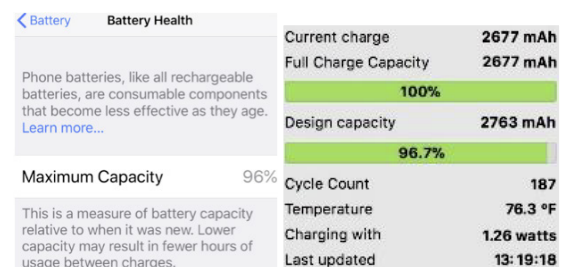 Battery
Battery Health
Phone batteries, like all rechargeable
batteries, are consumable components
that become less effective as they age.
Learn more...
Maximum Capacity 96%
This is a measure of battery capacity
relative to when it was new. Lower
capacity may result in fewer hours of
usage between charges.
Current charge 2677 mAh
Full Charge Capacity 2677 mAh
100%
Design capacity 2763 mAh
96.7%
Cycle Count 187
Temperature 76.3 °F
Charging with 1.26 watts
Last updated 13:19:18